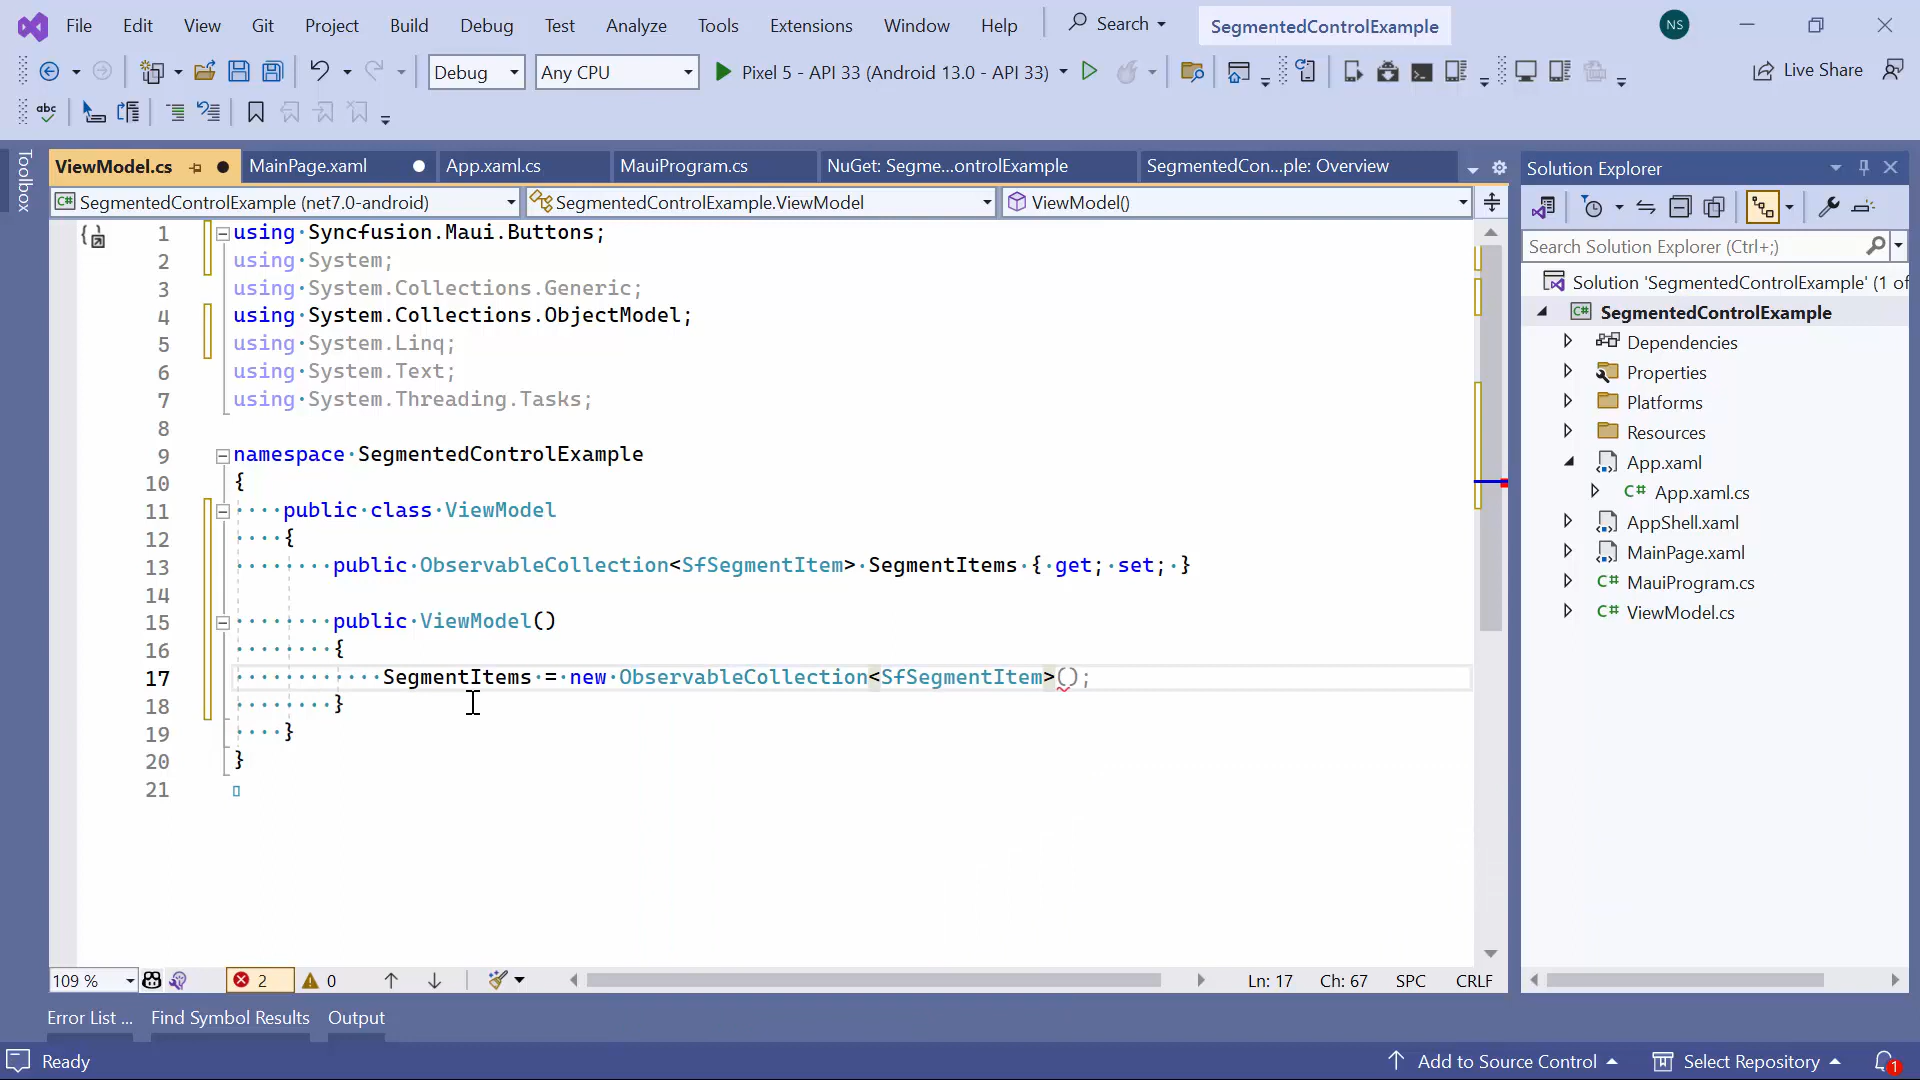 File Edit View Git Project Build Debug Test Analyze Tools Extensions Window Help Search SegmentedControlExample NS
Debug Any CPU Pixel 5 - API 33 (Android 13.0 - API 33) Live Share
abc
Toolbox
ViewModel.cs MainPage.xaml App.xaml.cs MauiProgram.cs NuGet: Segme...ontrolExample SegmentedCon...ple: Overview
SegmentedControlExample (net7.0-android) SegmentedControlExample.ViewModel ViewModel()
1 using Syncfusion.Maui.Buttons;
2 using System;
3 using System.Collections.Generic;
4 using System.Collections.ObjectModel;
5 using System.Linq;
6 using System.Text;
7 using System.Threading.Tasks;
8
9 namespace SegmentedControlExample
10 {
11 public class ViewModel
12 {
13 public ObservableCollection<SfSegmentItem> SegmentItems { get; set; }
14
15 public ViewModel()
16 {
17 SegmentItems = new ObservableCollection<SfSegmentItem>();
18 }
19 }
20 }
21
109 % 2 0 Ln: 17 Ch: 67 SPC CRLF
Error List ... Find Symbol Results Output
Solution Explorer
Search Solution Explorer (Ctrl+;)
Solution 'SegmentedControlExample' (1 of
C# SegmentedControlExample
Dependencies
Properties
Platforms
Resources
App.xaml
C# App.xaml.cs
AppShell.xaml
MainPage.xaml
C# MauiProgram.cs
C# ViewModel.cs
Ready Add to Source Control Select Repository 1